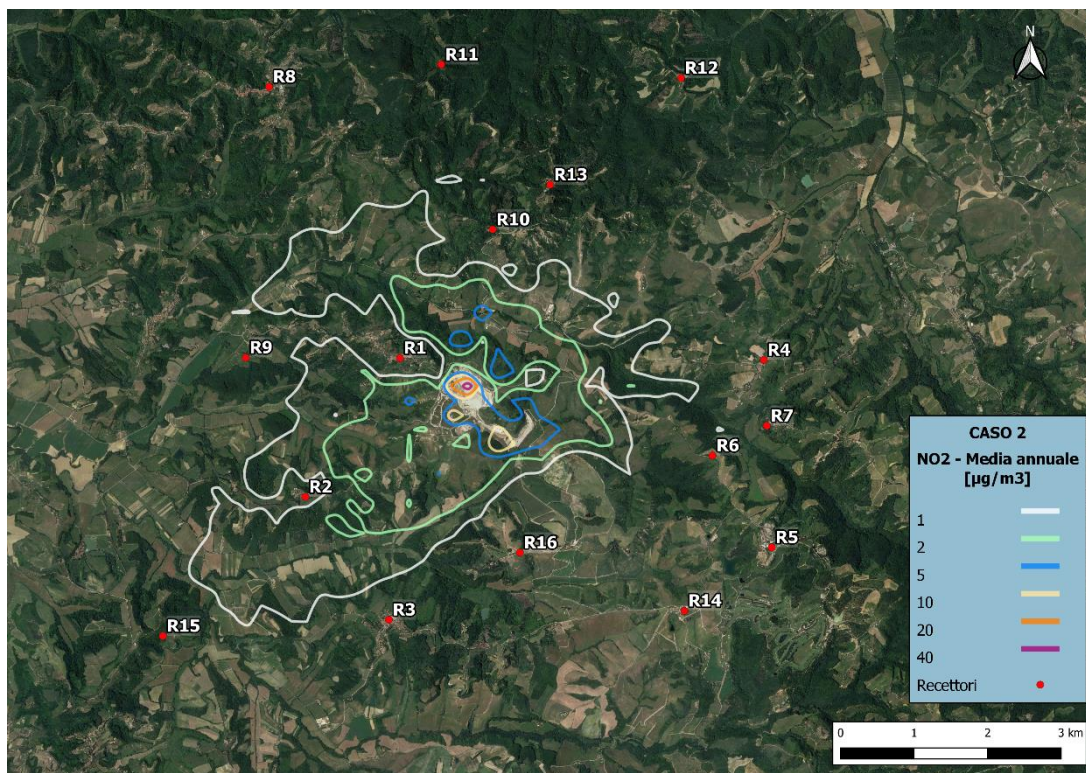 R11
N
R8
R12
R13
R10
R9
R1
R4
R7
R6
R2
R16
R5
R3
R14
R15
CASO 2
NO2 - Media annuale
[µg/m3]
1
2
5
10
20
40
Recettori
0 1 2 3 km